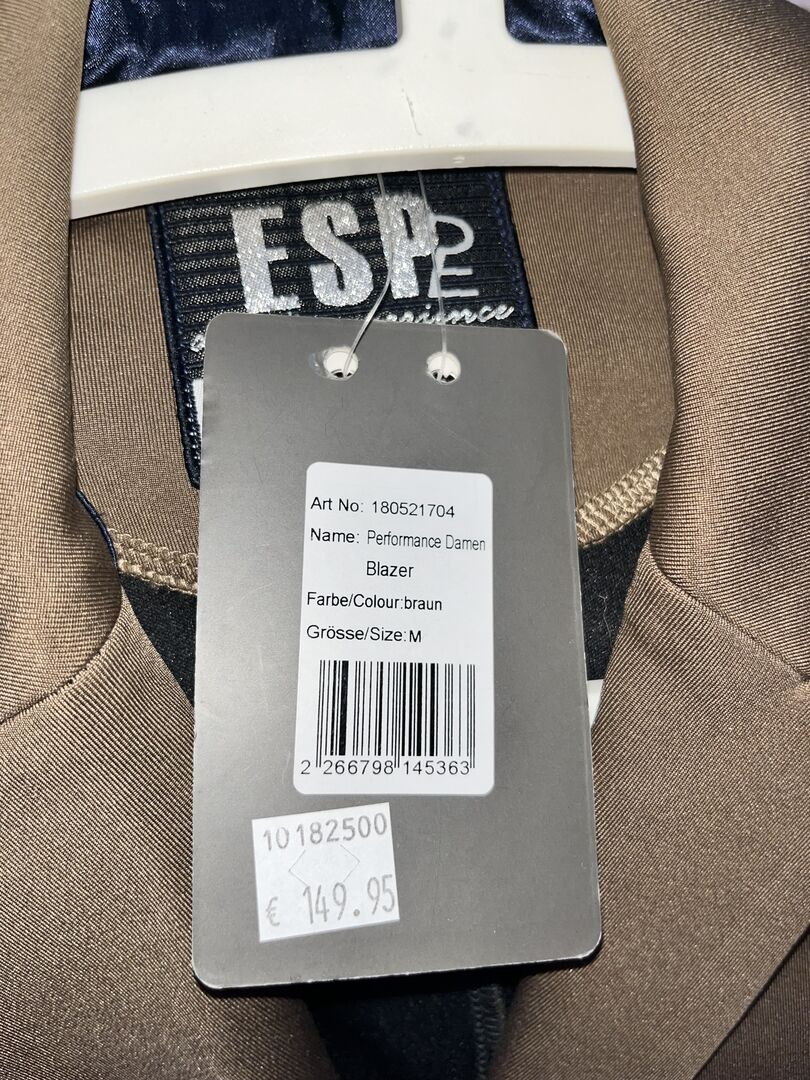 ESP
DE
Art No: 180521704
Name: Performance Damen
Blazer
Farbe/Colour:braun
Grösse/Size:M
2 266798 145363
10182500
€ 149.95